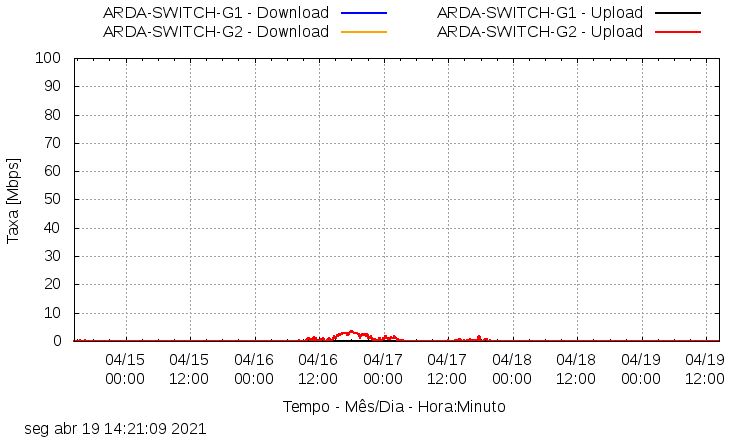 ARDA-SWITCH-G1 - Download ARDA-SWITCH-G1 - Upload
ARDA-SWITCH-G2 - Download ARDA-SWITCH-G2 - Upload
100
90
80
70
60
50
40
30
20
10
0
Taxa [Mbps]
04/15 04/15 04/16 04/16 04/17 04/17 04/18 04/18 04/19 04/19
00:00 12:00 00:00 12:00 00:00 12:00 00:00 12:00 00:00 12:00
Tempo - Mês/Dia - Hora:Minuto
seg abr 19 14:21:09 2021